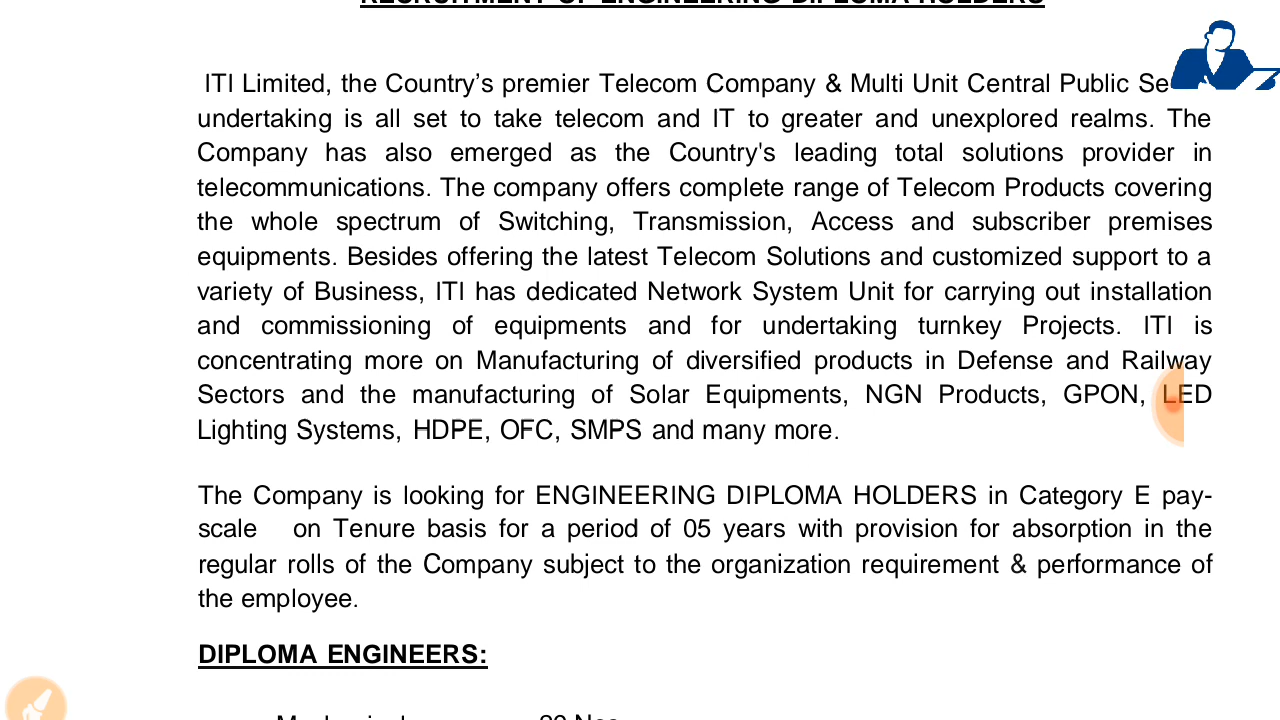 RECRUITMENT OF ENGINEERING DIPLOMA HOLDERS
ITI Limited, the Country’s premier Telecom Company & Multi Unit Central Public
undertaking is all set to take telecom and IT to greater and unexplored realms. The
Company has also emerged as the Country's leading total solutions provider in
telecommunications. The company offers complete range of Telecom Products covering
the whole spectrum of Switching, Transmission, Access and subscriber premises
equipments. Besides offering the latest Telecom Solutions and customized support to a
variety of Business, ITI has dedicated Network System Unit for carrying out installation
and commissioning of equipments and for undertaking turnkey Projects. ITI is
concentrating more on Manufacturing of diversified products in Defense and Railway
Sectors and the manufacturing of Solar Equipments, NGN Products, GPON, LED
Lighting Systems, HDPE, OFC, SMPS and many more.
The Company is looking for ENGINEERING DIPLOMA HOLDERS in Category E pay-
scale on Tenure basis for a period of 05 years with provision for absorption in the
regular rolls of the Company subject to the organization requirement & performance of
the employee.
DIPLOMA ENGINEERS: